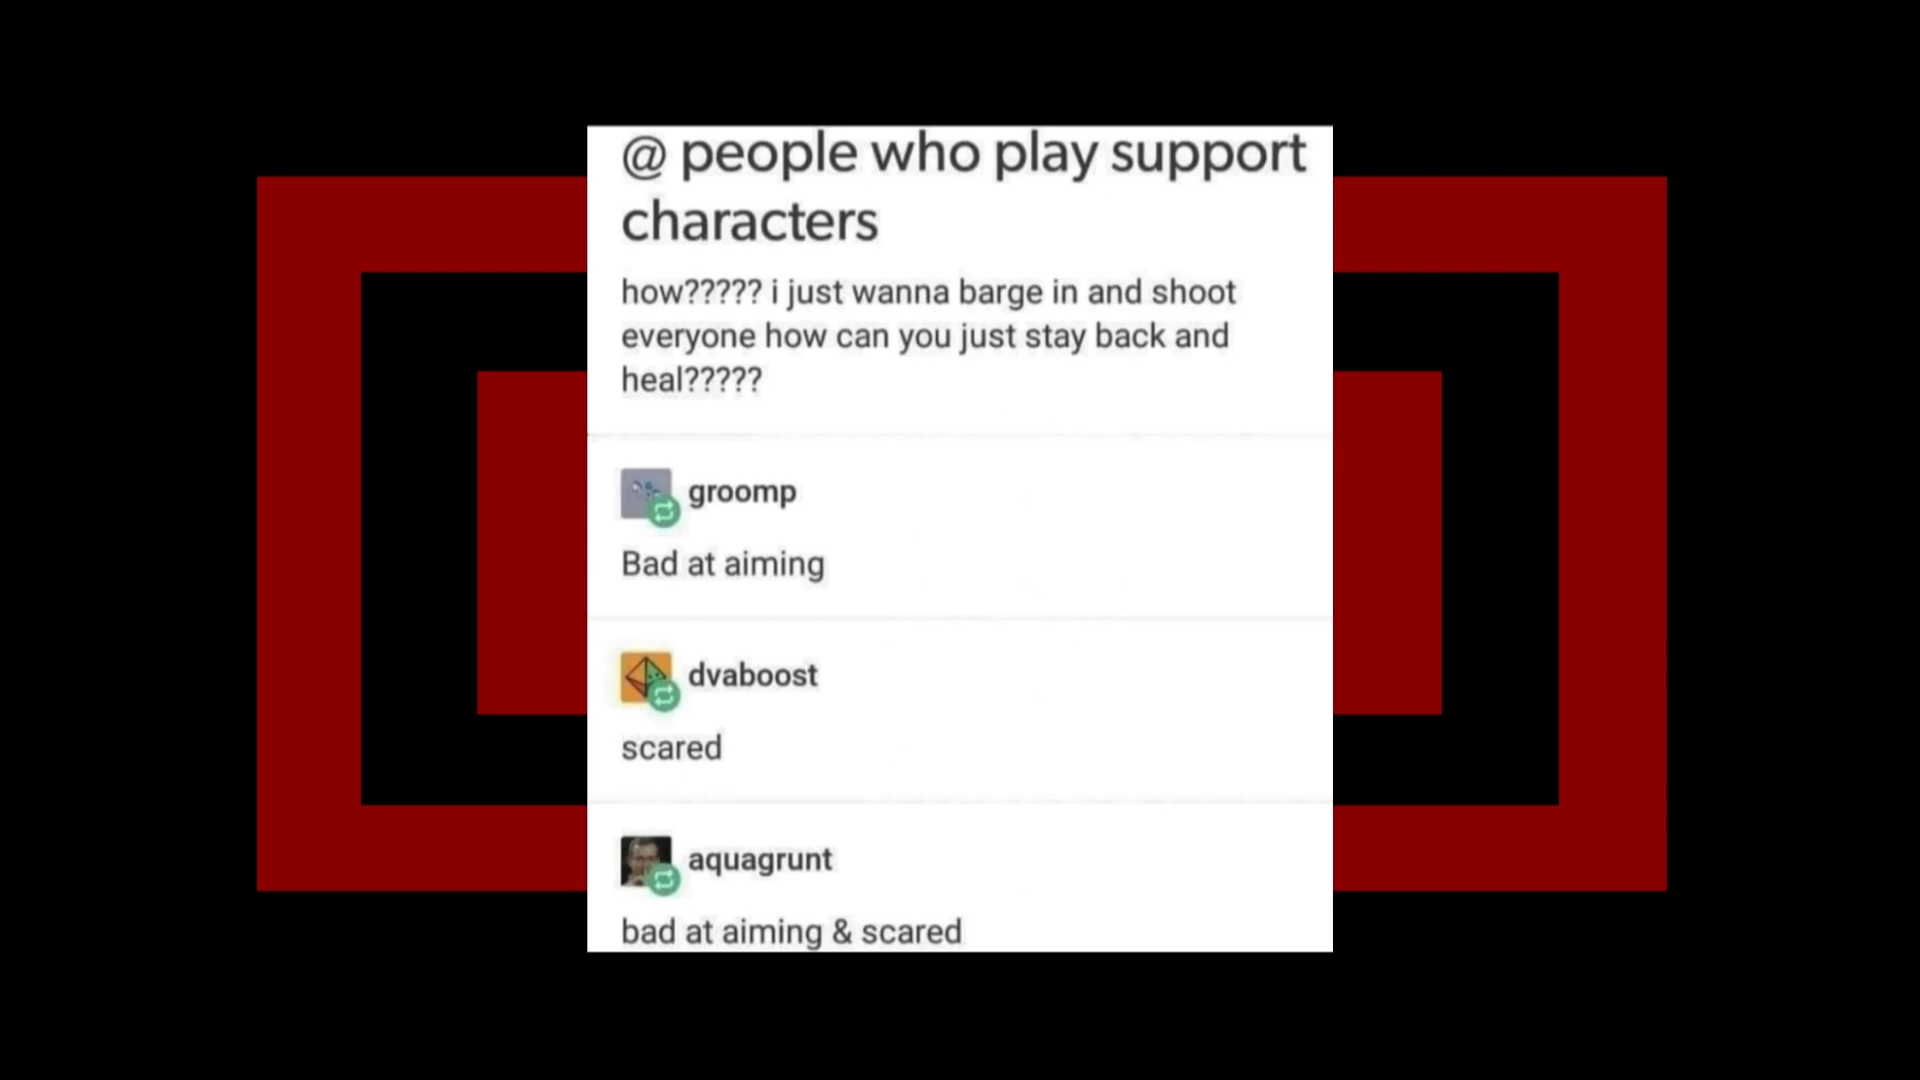 @ people who play support
characters
how????? i just wanna barge in and shoot
everyone how can you just stay back and
heal?????
groomp
Bad at aiming
dvaboost
scared
aquagrunt
bad at aiming & scared